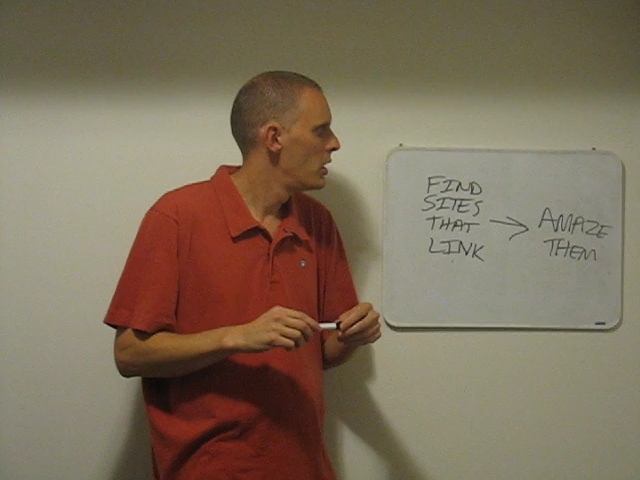 FIND
SITES
THAT → AMAZE
LINK THEM